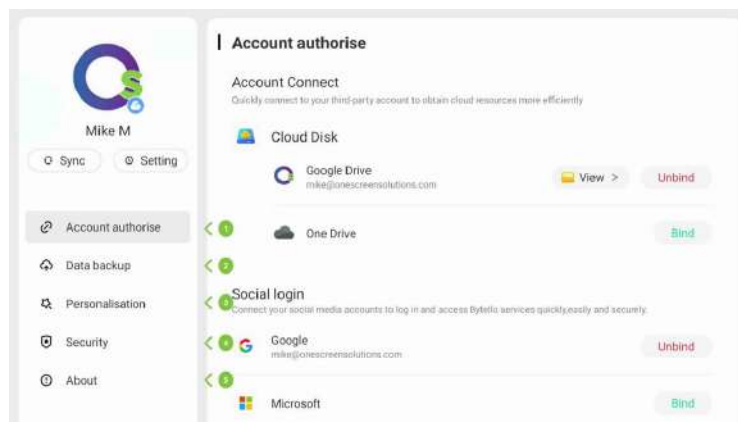 Mike M
Sync
Setting
Account authorise
Data backup
Personalisation
Security
About
1
2
3
4
5
Account authorise
Account Connect
Quickly connect to your third-party account to obtain cloud resources more efficiently
Cloud Disk
Google Drive
mike@onescreensolutions.com
View >
Unbind
One Drive
Bind
Social login
Connect your social media accounts to log in and access Bytello services quickly,easily and securely.
Google
mike@onescreensolutions.com
Unbind
Microsoft
Bind